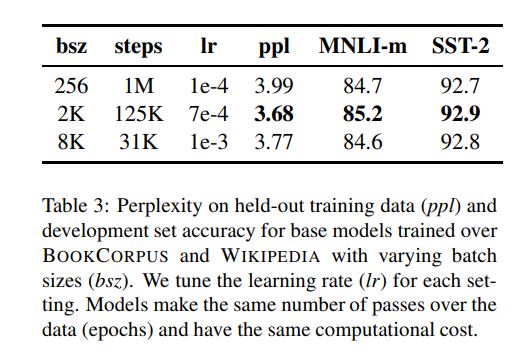 bsz steps lr ppl MNLI-m SST-2
256 1M 1e-4 3.99 84.7 92.7
2K 125K 7e-4 3.68 85.2 92.9
8K 31K 1e-3 3.77 84.6 92.8
Table 3: Perplexity on held-out training data (ppl) and
development set accuracy for base models trained over
BOOKCORPUS and WIKIPEDIA with varying batch
sizes (bsz). We tune the learning rate (lr) for each set-
ting. Models make the same number of passes over the
data (epochs) and have the same computational cost.